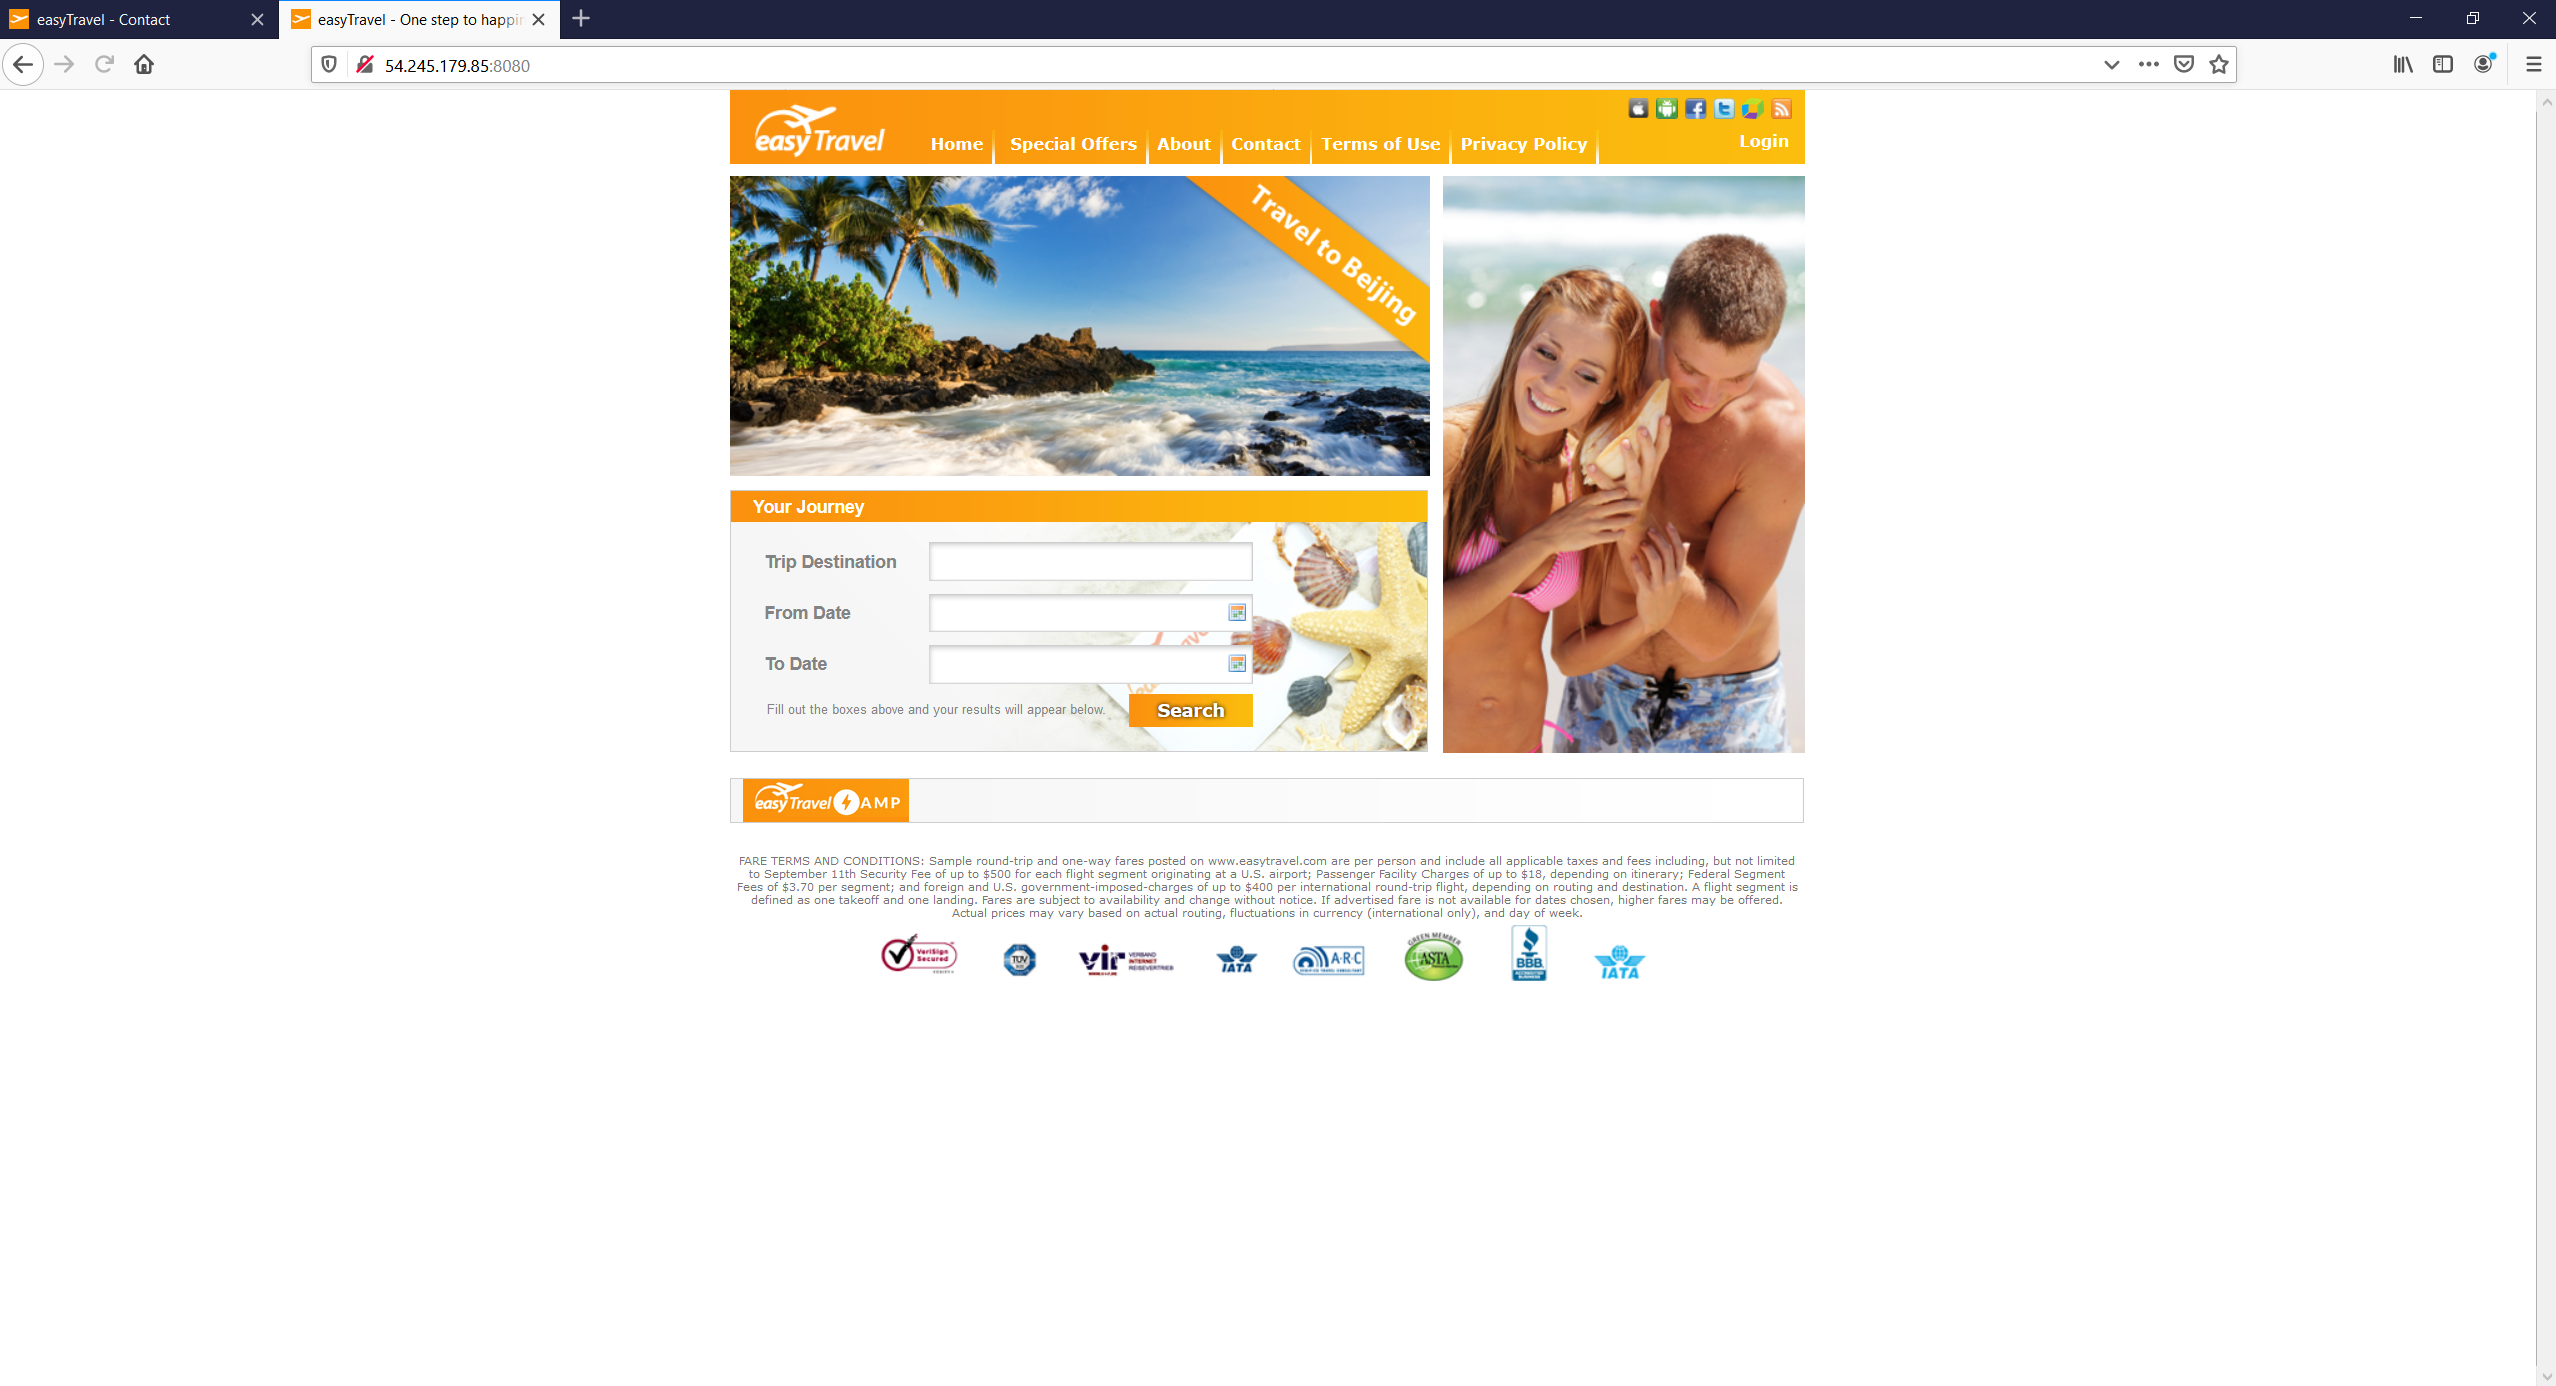 easyTravel - Contact
easyTravel - One step to happin
54.245.179.85:8080
easyTravel
Home
Special Offers
About
Contact
Terms of Use
Privacy Policy
Login
Travel to Beijing
Your Journey
Trip Destination
From Date
To Date
Fill out the boxes above and your results will appear below.
Search
easyTravel AMP
FARE TERMS AND CONDITIONS: Sample round-trip and one-way fares posted on www.easytravel.com are per person and include all applicable taxes and fees including, but not limited
to September 11th Security Fee of up to $500 for each flight segment originating at a U.S. airport; Passenger Facility Charges of up to $18, depending on itinerary; Federal Segment
Fees of $3.70 per segment; and foreign and U.S. government-imposed-charges of up to $400 per international round-trip flight, depending on routing and destination. A flight segment is
defined as one takeoff and one landing. Fares are subject to availability and change without notice. If advertised fare is not available for dates chosen, higher fares may be offered.
Actual prices may vary based on actual routing, fluctuations in currency (international only), and day of week.
VeriSign
Secured
TÜV
vir
VERBAND
INTERNET
REISEVERTRIEB
IATA
A·R·C
GREEN MEMBER
ASTA
BBB
ACCREDITED
BUSINESS
IATA